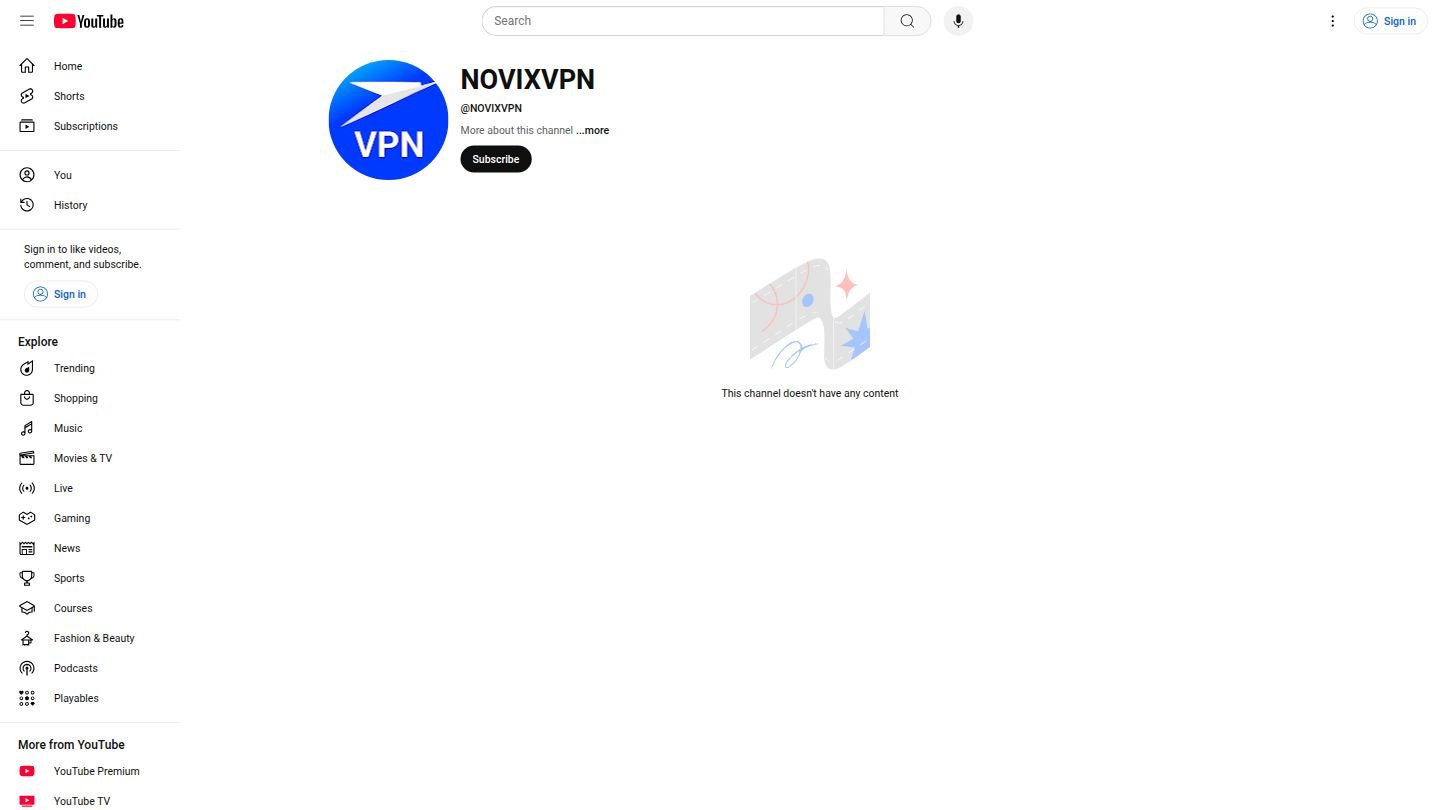 YouTube
Search
Sign in
Home
Shorts
Subscriptions
You
History
Sign in to like videos,
comment, and subscribe.
Sign in
Explore
Trending
Shopping
Music
Movies & TV
Live
Gaming
News
Sports
Courses
Fashion & Beauty
Podcasts
Playables
More from YouTube
YouTube Premium
YouTube TV
VPN
NOVIXVPN
@NOVIXVPN
More about this channel ...more
Subscribe
This channel doesn't have any content